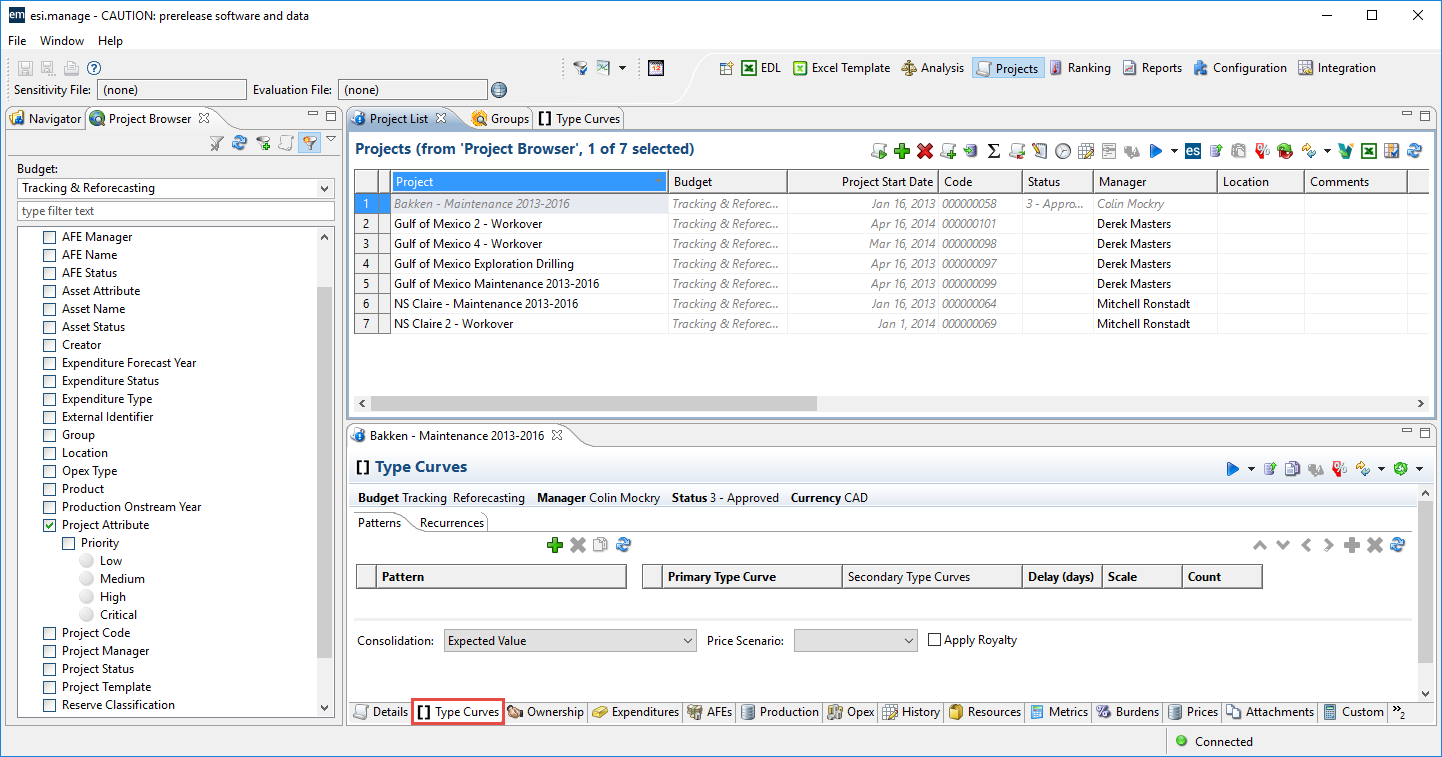 em esi.manage - CAUTION: prerelease software and data
File Window Help
12 EDL Excel Template Analysis Projects Ranking Reports Configuration Integration
Sensitivity File: (none) Evaluation File: (none)
Navigator Project Browser
Budget:
Tracking & Reforecasting
type filter text
AFE Manager
AFE Name
AFE Status
Asset Attribute
Asset Name
Asset Status
Creator
Expenditure Forecast Year
Expenditure Status
Expenditure Type
External Identifier
Group
Location
Opex Type
Product
Production Onstream Year
Project Attribute
Priority
Low
Medium
High
Critical
Project Code
Project Manager
Project Status
Project Template
Reserve Classification
Project List Groups [] Type Curves
Projects (from 'Project Browser', 1 of 7 selected) es
Project Budget Project Start Date Code Status Manager Location Comments
1 Bakken - Maintenance 2013-2016 Tracking & Reforec... Jan 16, 2013 000000058 3 - Appro... Colin Mockry
2 Gulf of Mexico 2 - Workover Tracking & Reforec... Apr 16, 2014 000000101 Derek Masters
3 Gulf of Mexico 4 - Workover Tracking & Reforec... Mar 16, 2014 000000098 Derek Masters
4 Gulf of Mexico Exploration Drilling Tracking & Reforec... Apr 16, 2013 000000097 Derek Masters
5 Gulf of Mexico Maintenance 2013-2016 Tracking & Reforec... Apr 16, 2013 000000099 Derek Masters
6 NS Claire - Maintenance 2013-2016 Tracking & Reforec... Jan 16, 2013 000000064 Mitchell Ronstadt
7 NS Claire 2 - Workover Tracking & Reforec... Jan 1, 2014 000000069 Mitchell Ronstadt
Bakken - Maintenance 2013-2016
[] Type Curves
Budget Tracking Reforecasting Manager Colin Mockry Status 3 - Approved Currency CAD
Patterns Recurrences
Pattern Primary Type Curve Secondary Type Curves Delay (days) Scale Count
Consolidation: Expected Value Price Scenario: Apply Royalty
Details [] Type Curves Ownership Expenditures AFEs Production Opex History Resources Metrics Burdens Prices Attachments Custom »2
Connected